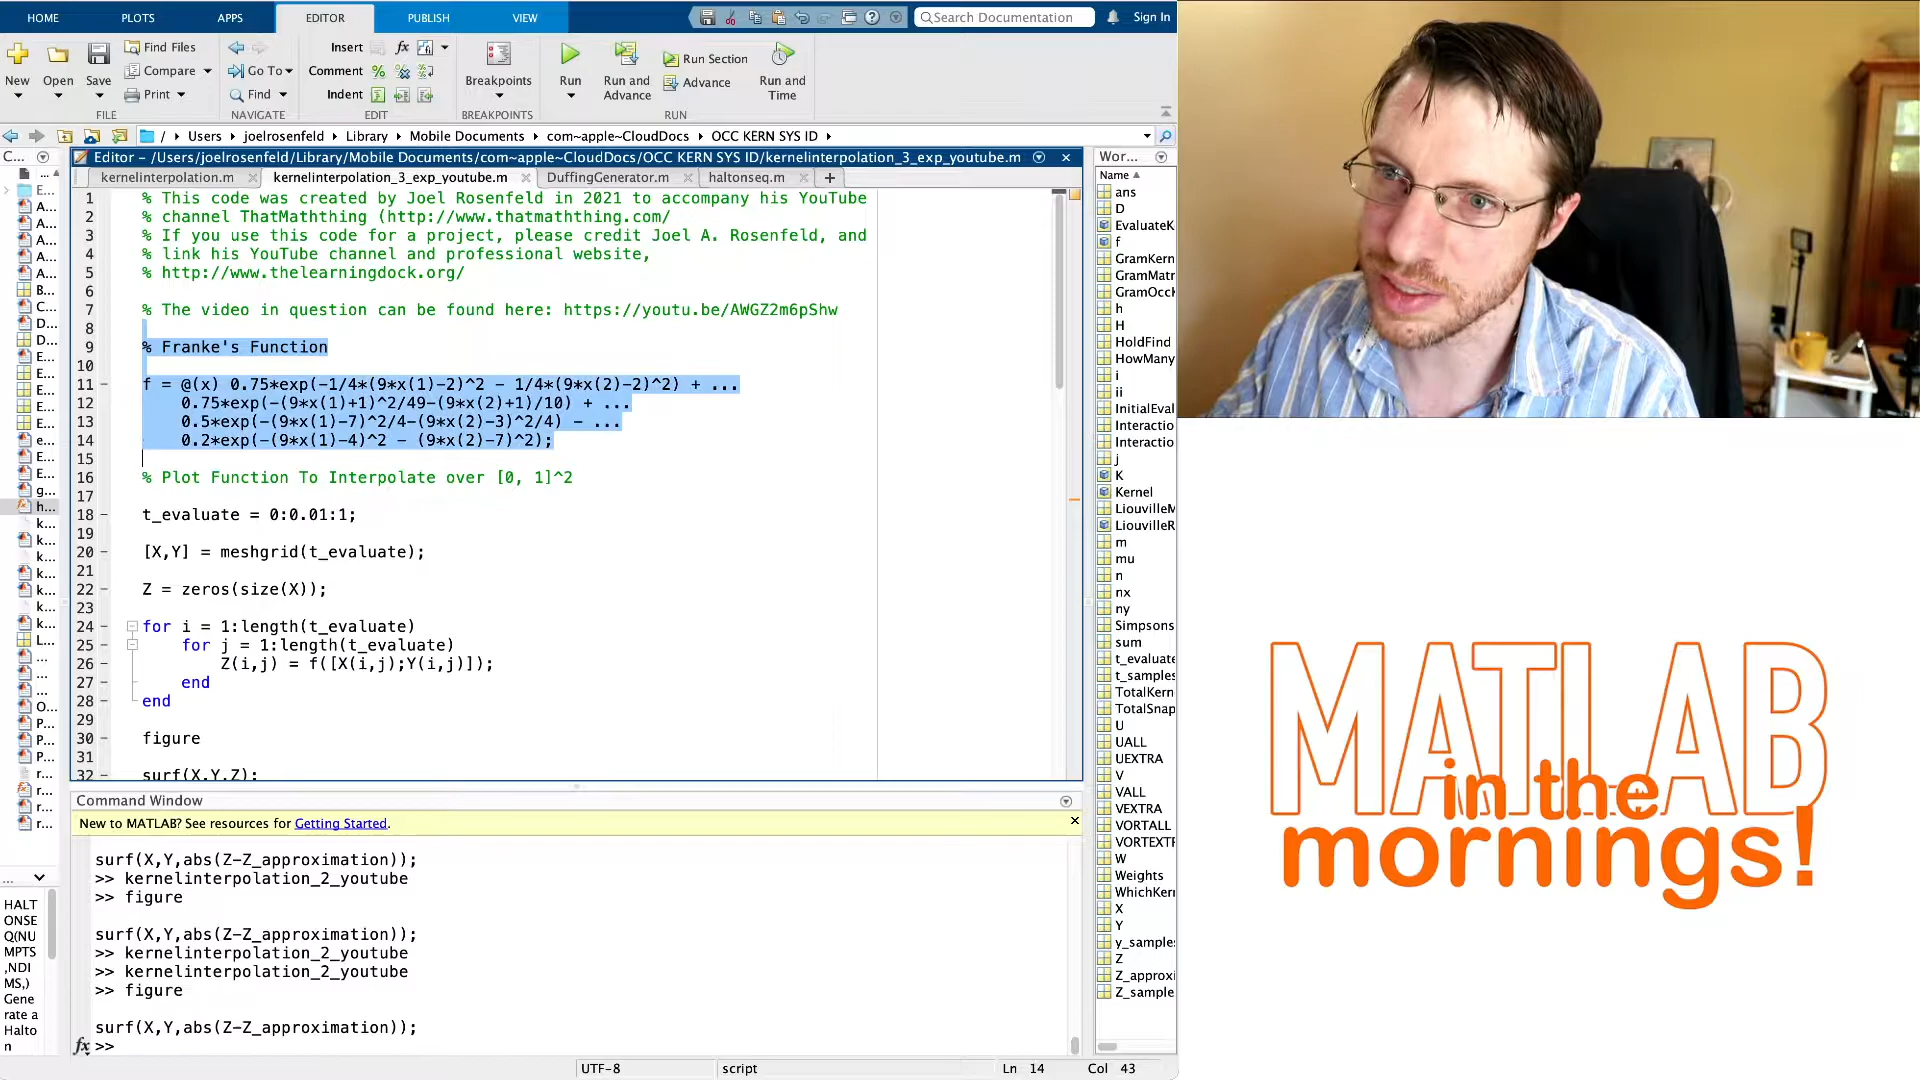 HOME PLOTS APPS EDITOR PUBLISH VIEW Search Documentation Sign In
New Open Save Find Files Compare Print
Go To Find
Insert Comment Indent
Breakpoints
Run Run and Advance Run Section Advance Run and Time
FILE NAVIGATE EDIT BREAKPOINTS RUN
/ Users joelrosenfeld Library Mobile Documents com~apple~CloudDocs OCC KERN SYS ID
C... Editor - /Users/joelrosenfeld/Library/Mobile Documents/com~apple~CloudDocs/OCC KERN SYS ID/kernelinterpolation_3_exp_youtube.m Wor...
kernelinterpolation.m kernelinterpolation_3_exp_youtube.m DuffingGenerator.m haltonseq.m
1 % This code was created by Joel Rosenfeld in 2021 to accompany his YouTube
2 % channel ThatMaththing (http://www.thatmaththing.com/
3 % If you use this code for a project, please credit Joel A. Rosenfeld, and
4 % link his YouTube channel and professional website,
5 % http://www.thelearningdock.org/
6
7 % The video in question can be found here: https://youtu.be/AWGZ2m6pShw
8
9 % Franke's Function
10
11 f = @(x) 0.75*exp(-1/4*(9*x(1)-2)^2 - 1/4*(9*x(2)-2)^2) + ...
12 0.75*exp(-(9*x(1)+1)^2/49-(9*x(2)+1)/10) + ...
13 0.5*exp(-(9*x(1)-7)^2/4-(9*x(2)-3)^2/4) - ...
14 0.2*exp(-(9*x(1)-4)^2 - (9*x(2)-7)^2);
15
16 % Plot Function To Interpolate over [0, 1]^2
17
18 t_evaluate = 0:0.01:1;
19
20 [X,Y] = meshgrid(t_evaluate);
21
22 Z = zeros(size(X));
23
24 for i = 1:length(t_evaluate)
25 for j = 1:length(t_evaluate)
26 Z(i,j) = f([X(i,j);Y(i,j)]);
27 end
28 end
29
30 figure
31
32 surf(X,Y,Z);
Name
ans
D
EvaluateK
f
GramKern
GramMatr
GramOcc
h
H
HoldFind
HowMany
i
ii
InitialEval
Interactio
Interactio
j
K
Kernel
LiouvilleM
LiouvilleR
m
mu
n
nx
ny
Simpsons
sum
t_evaluate
t_samples
TotalKern
TotalSnap
U
UALL
UEXTRA
V
VALL
VEXTRA
VORTALL
VORTEXTF
W
Weights
WhichKer
X
Y
y_samples
Z
Z_approxi
Z_sample
Command Window
New to MATLAB? See resources for Getting Started.
surf(X,Y,abs(Z-Z_approximation));
>> kernelinterpolation_2_youtube
>> figure
surf(X,Y,abs(Z-Z_approximation));
>> kernelinterpolation_2_youtube
>> kernelinterpolation_2_youtube
>> figure
surf(X,Y,abs(Z-Z_approximation));
fx >>
HALT
ONSE
Q(NU
MPTS
,NDI
MS,)
Gene
rate a
Halto
n
UTF-8 script Ln 14 Col 43
MATLAB
in the
mornings!